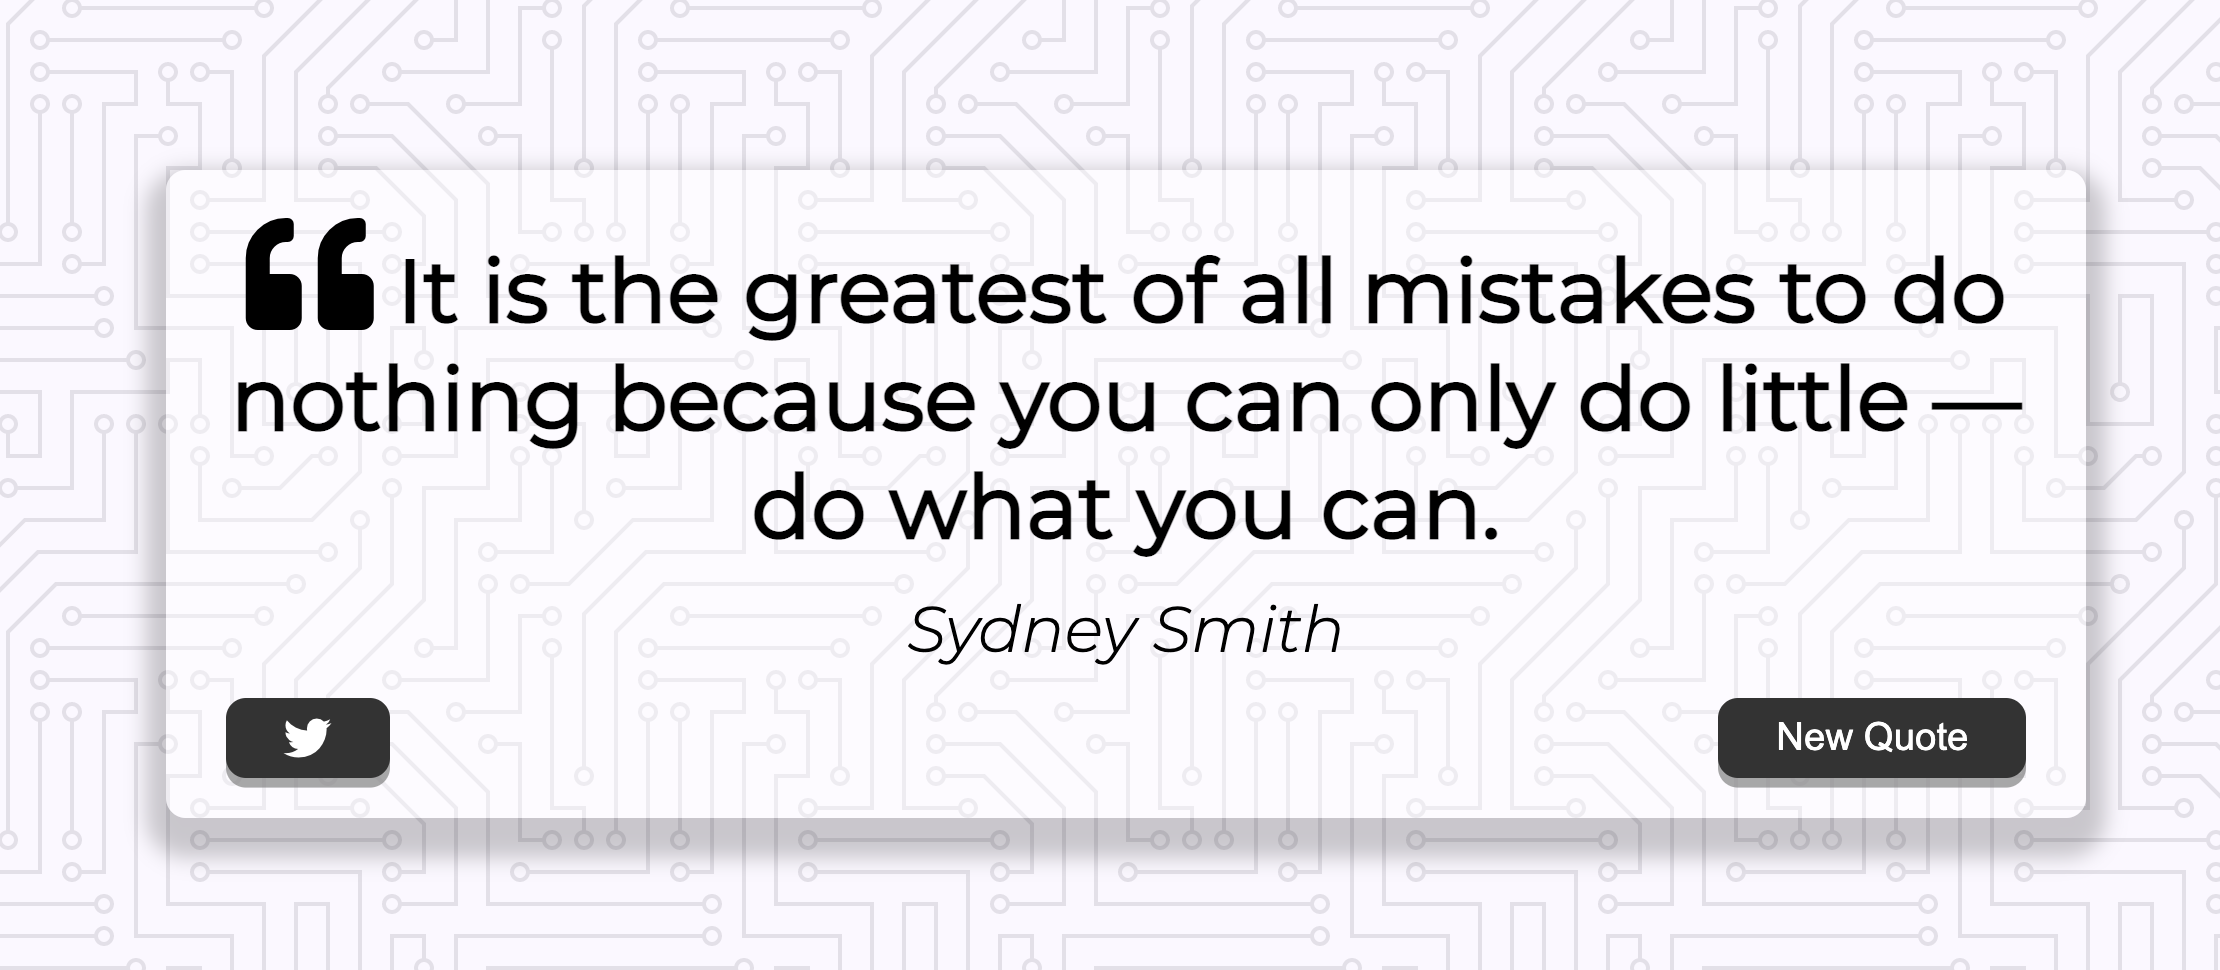 It is the greatest of all mistakes to do
nothing because you can only do little —
do what you can.
Sydney Smith
New Quote